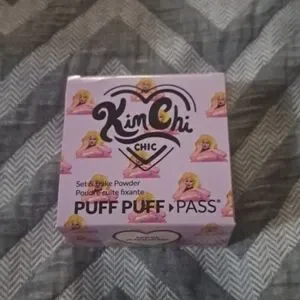 KimChi
CHIC
Set & Bake Powder
Poudre cuite fixante
PUFF PUFF ▸ PASS®